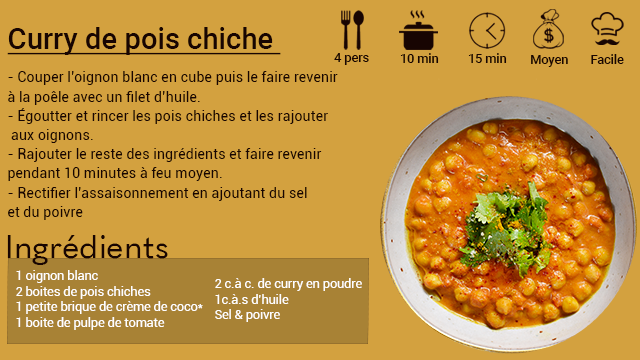 Curry de pois chiche
4 pers
10 min
15 min
Moyen
Facile
- Couper l'oignon blanc en cube puis le faire revenir
à la poêle avec un filet d'huile.
- Égoutter et rincer les pois chiches et les rajouter
aux oignons.
- Rajouter le reste des ingrédients et faire revenir
pendant 10 minutes à feu moyen.
- Rectifier l'assaisonnement en ajoutant du sel
et du poivre
Ingrédients
1 oignon blanc
2 boites de pois chiches
1 petite brique de crème de coco*
1 boite de pulpe de tomate
2 c.à c. de curry en poudre
1c.à.s d'huile
Sel & poivre